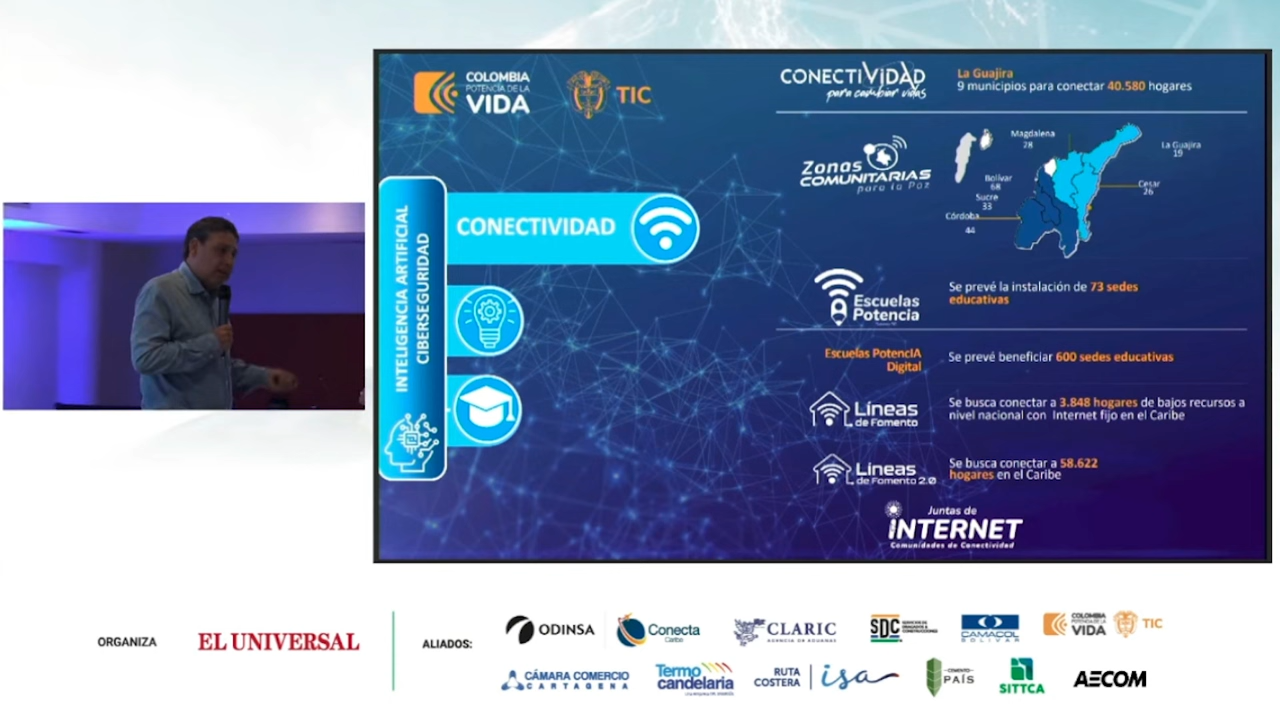 COLOMBIA
POTENCIA DE LA
VIDA
TIC
CONECTIVIDAD
para cambiar vidas
La Guajira
9 municipios para conectar 40.580 hogares
Zonas
COMUNITARIAS
para la Paz
Magdalena
28
La Guajira
19
Bolívar
68
Cesar
26
Sucre
33
Córdoba
44
INTELIGENCIA ARTIFICIAL
CIBERSEGURIDAD
CONECTIVIDAD
Escuelas
Potencia
Se prevé la instalación de 73 sedes
educativas
Escuelas PotencIA
Digital
Se prevé beneficiar 600 sedes educativas
Líneas
de Fomento
Se busca conectar a 3.848 hogares de bajos recursos a
nivel nacional con Internet fijo en el Caribe
Líneas
de Fomento 2.0
Se busca conectar a 58.622
hogares en el Caribe
Juntas de
iNTERNET
Comunidades de Conectividad
ORGANIZA
EL UNIVERSAL
ALIADOS:
ODINSA
Conecta
Caribe
CLARIC
AGENCIA DE ADUANAS
SDC
CAMACOL
BOLÍVAR
COLOMBIA
POTENCIA DE LA
VIDA
TIC
CÁMARA COMERCIO
CARTAGENA
Termo
candelaria
RUTA
COSTERA
isa
CEMENTO
PAÍS
SITTCA
AECOM